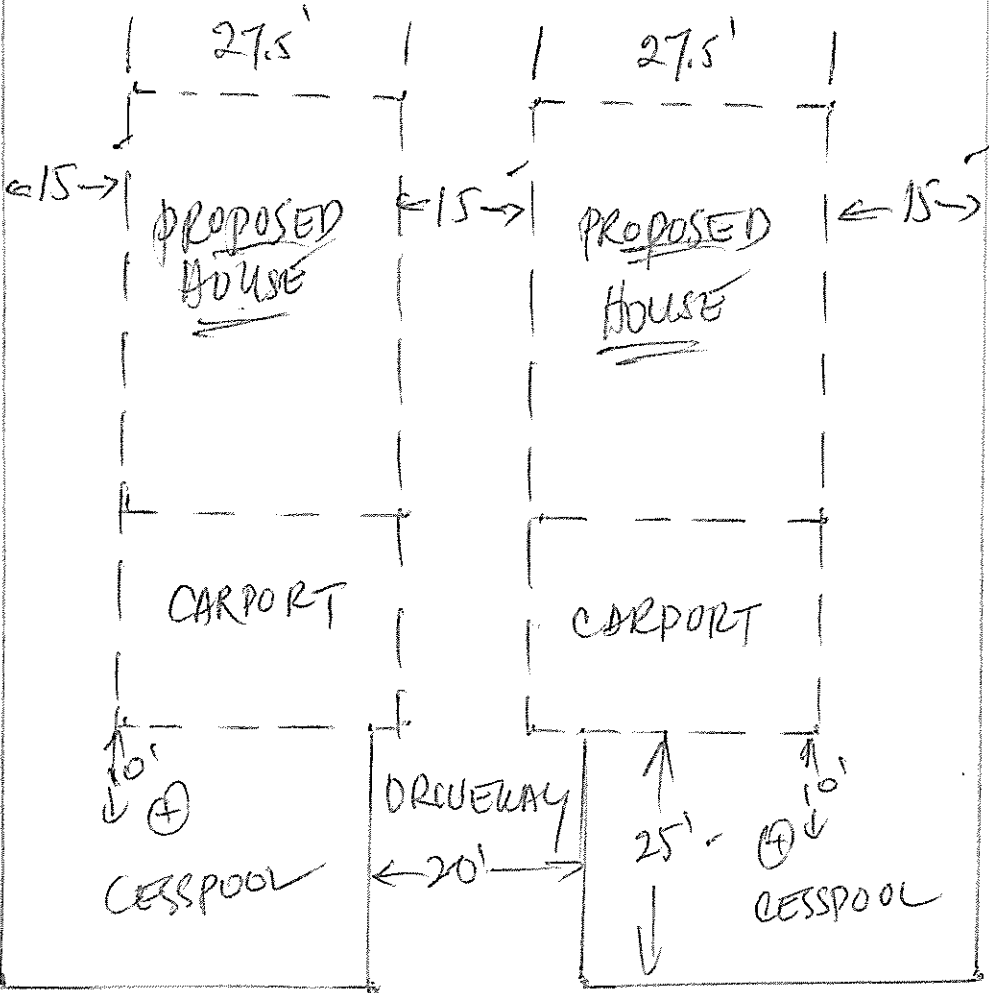 27.5'
27.5'
15
15
15
PROPOSED
HOUSE
PROPOSED
HOUSE
CARPORT
CARPORT
10'
DRIVEWAY
10'
25'
20'
CESSPOOL
CESSPOOL